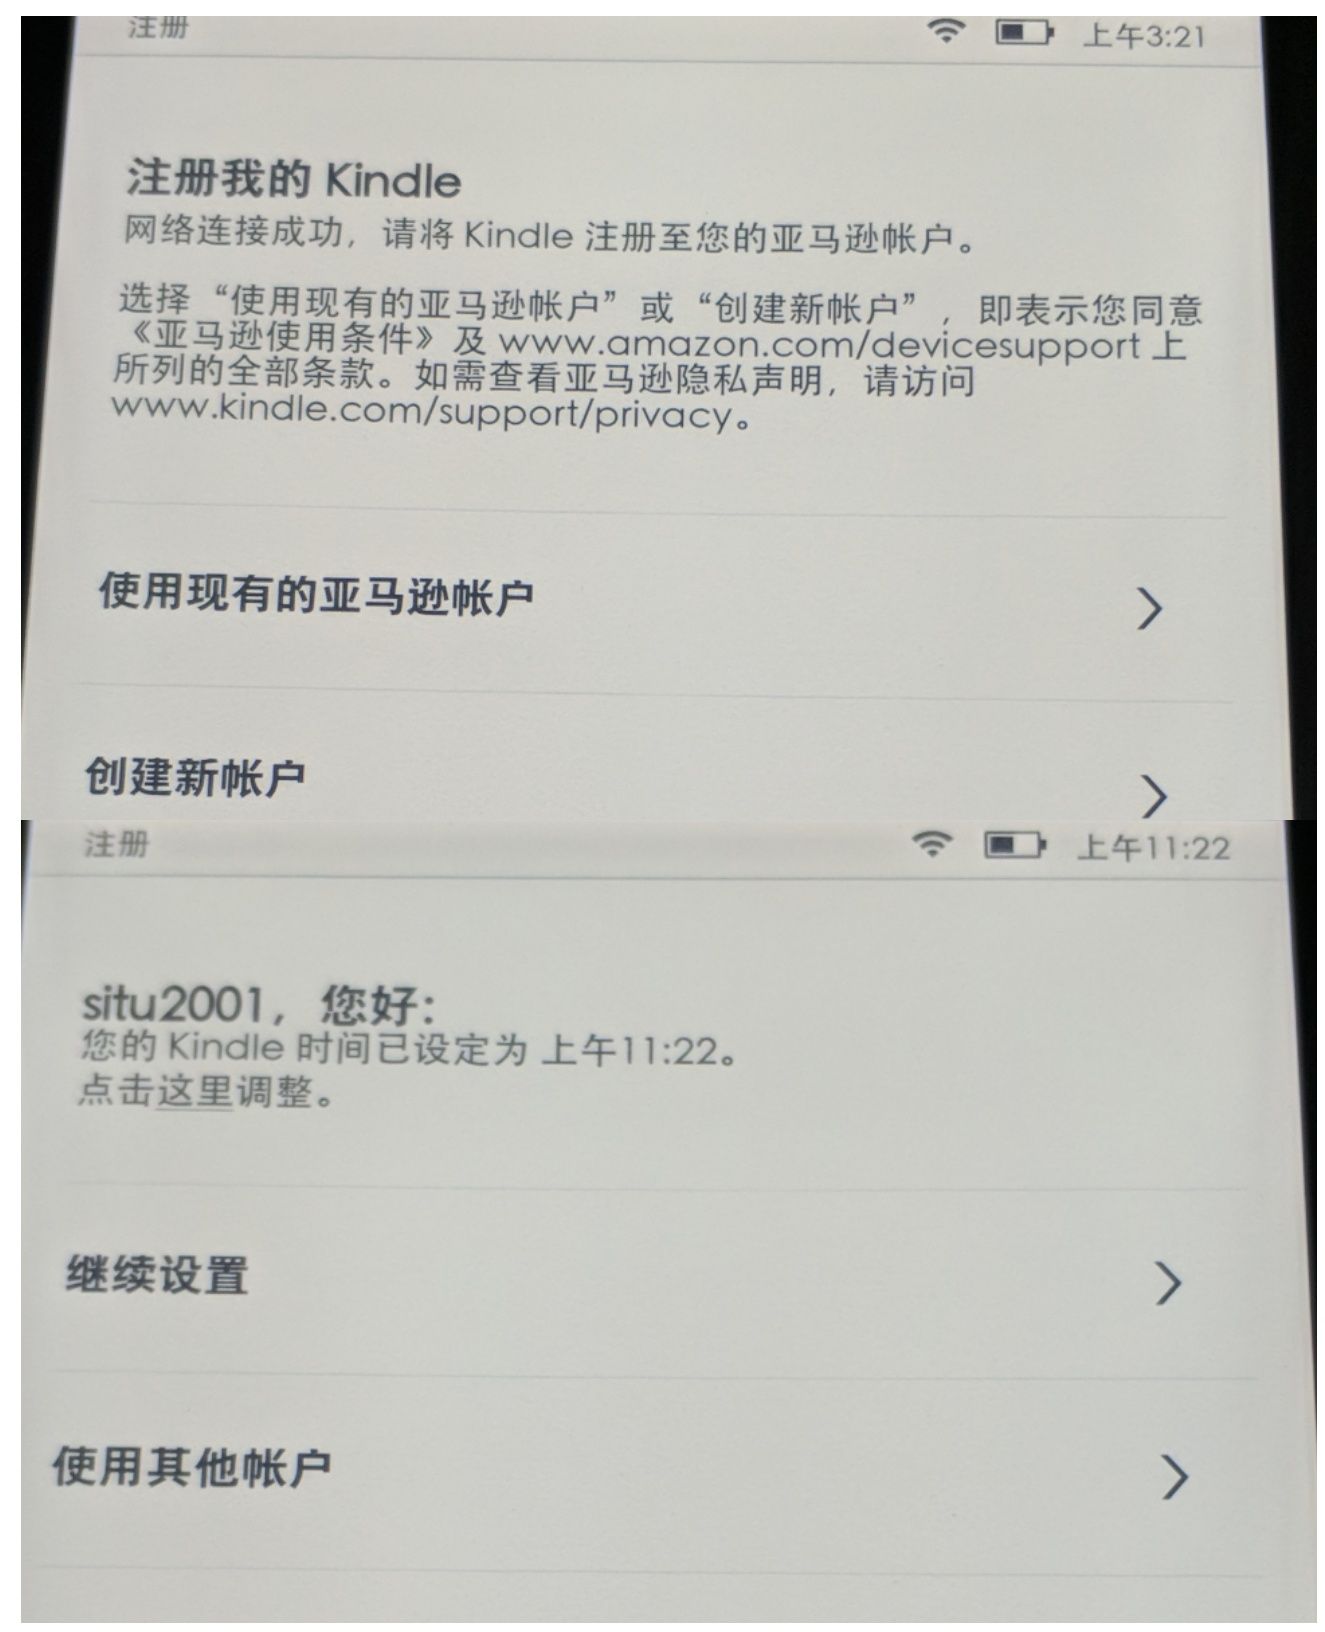 注册 上午3:21
注册我的 Kindle
网络连接成功，请将 Kindle 注册至您的亚马逊帐户。
选择“使用现有的亚马逊帐户”或“创建新帐户”，即表示您同意
《亚马逊使用条件》及 www.amazon.com/devicesupport 上
所列的全部条款。如需查看亚马逊隐私声明，请访问
www.kindle.com/support/privacy。
使用现有的亚马逊帐户
创建新帐户
注册 上午11:22
situ2001，您好：
您的 Kindle 时间已设定为 上午11:22。
点击这里调整。
继续设置
使用其他帐户